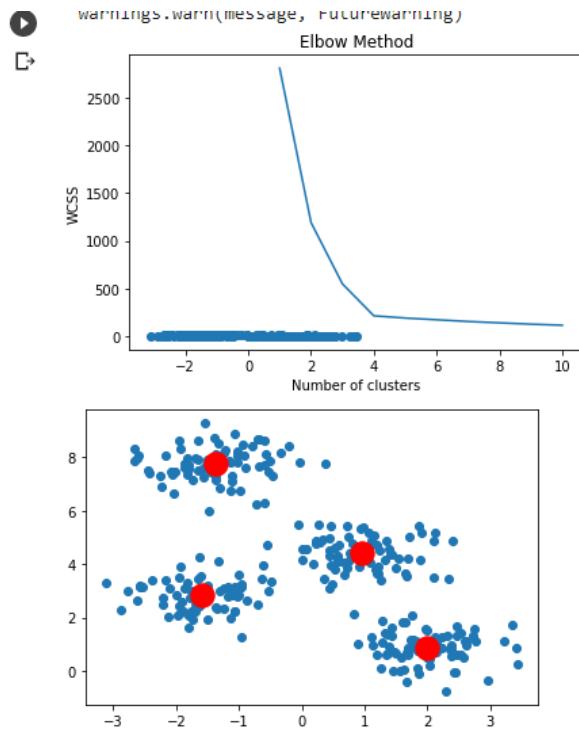 warnings.warn(message, FutureWarning)
Elbow Method
2500
2000
1500
1000
500
0
WCSS
−2 0 2 4 6 8 10
Number of clusters
8
6
4
2
0
−3 −2 −1 0 1 2 3